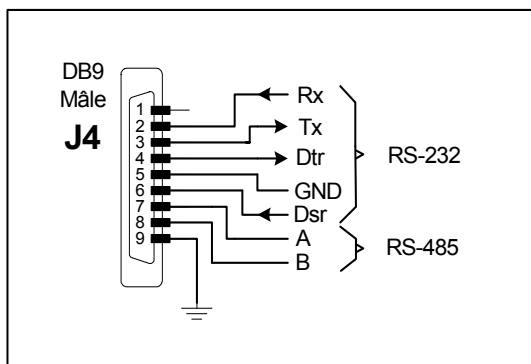 DB9
Mâle
J4
1
2
3
4
5
6
7
8
9
Rx
Tx
Dtr
GND
Dsr
A
B
RS-232
RS-485